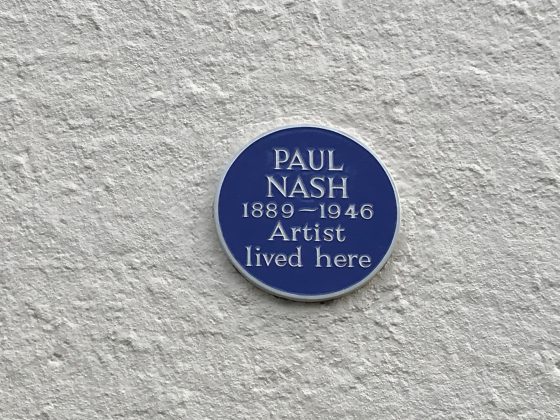 PAUL
NASH
1889–1946
Artist
lived here